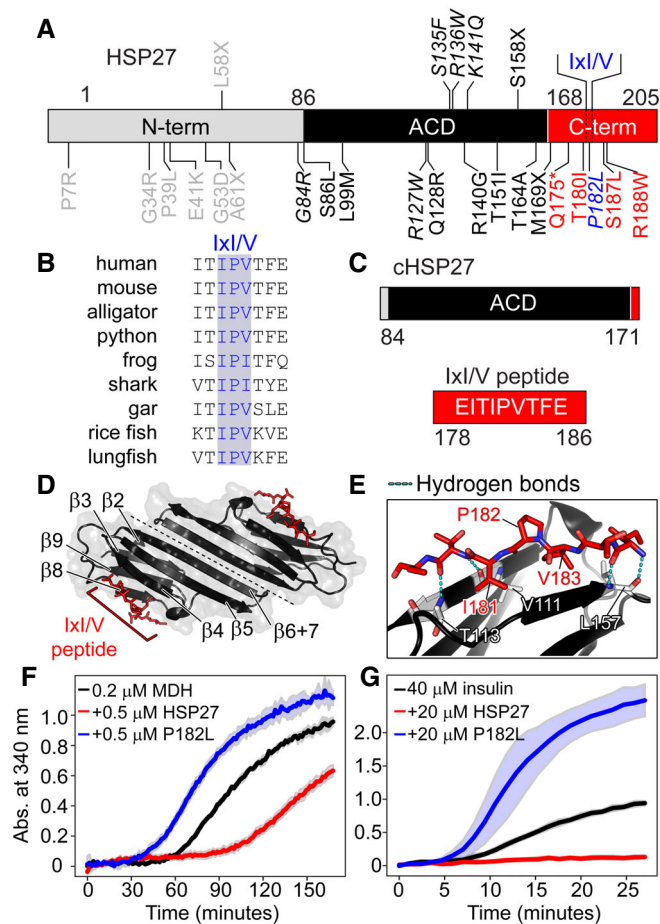 A
HSP27
L58X
S135F
R136W
K141Q
S158X
IxI/V
1
86
168
205
N-term
ACD
C-term
P7R
G34R
P39L
E41K
G53D
A61X
G84R
S86L
L99M
R127W
Q128R
R140G
T151I
T164A
M169X
Q175*
T180I
P182L
S187L
R188W
B
IxI/V
human ITIPVTFE
mouse ITIPVTFE
alligator ITIPVTFE
python ITIPVTFE
frog ISIPITFQ
shark VTIPITYE
gar ITIPVSLE
rice fish KTIPVKVE
lungfish VTIPVKFE
C
cHSP27
ACD
84
171
IxI/V peptide
EITIPVTFE
178
186
D
β3
β2
β9
β8
IxI/V
peptide
β4
β5
β6+7
E
Hydrogen bonds
P182
V183
I181
V111
T113
L157
F
0.2 μM MDH
+0.5 μM HSP27
+0.5 μM P182L
Abs. at 340 nm
1.0
0.8
0.6
0.4
0.2
0
0 30 60 90 120 150
Time (minutes)
G
40 μM insulin
+20 μM HSP27
+20 μM P182L
2.0
1.0
0
0 5 10 15 20 25
Time (minutes)